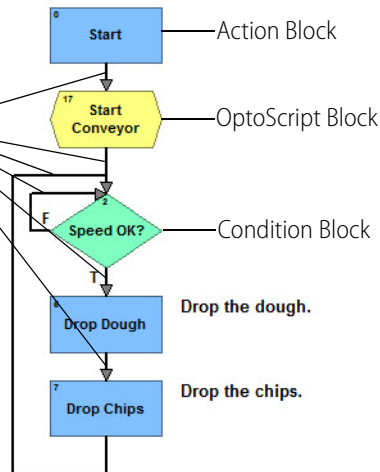 0
Start
Action Block
17
Start
Conveyor
OptoScript Block
2
F
Speed OK?
Condition Block
T
6
Drop Dough
Drop the dough.
7
Drop Chips
Drop the chips.